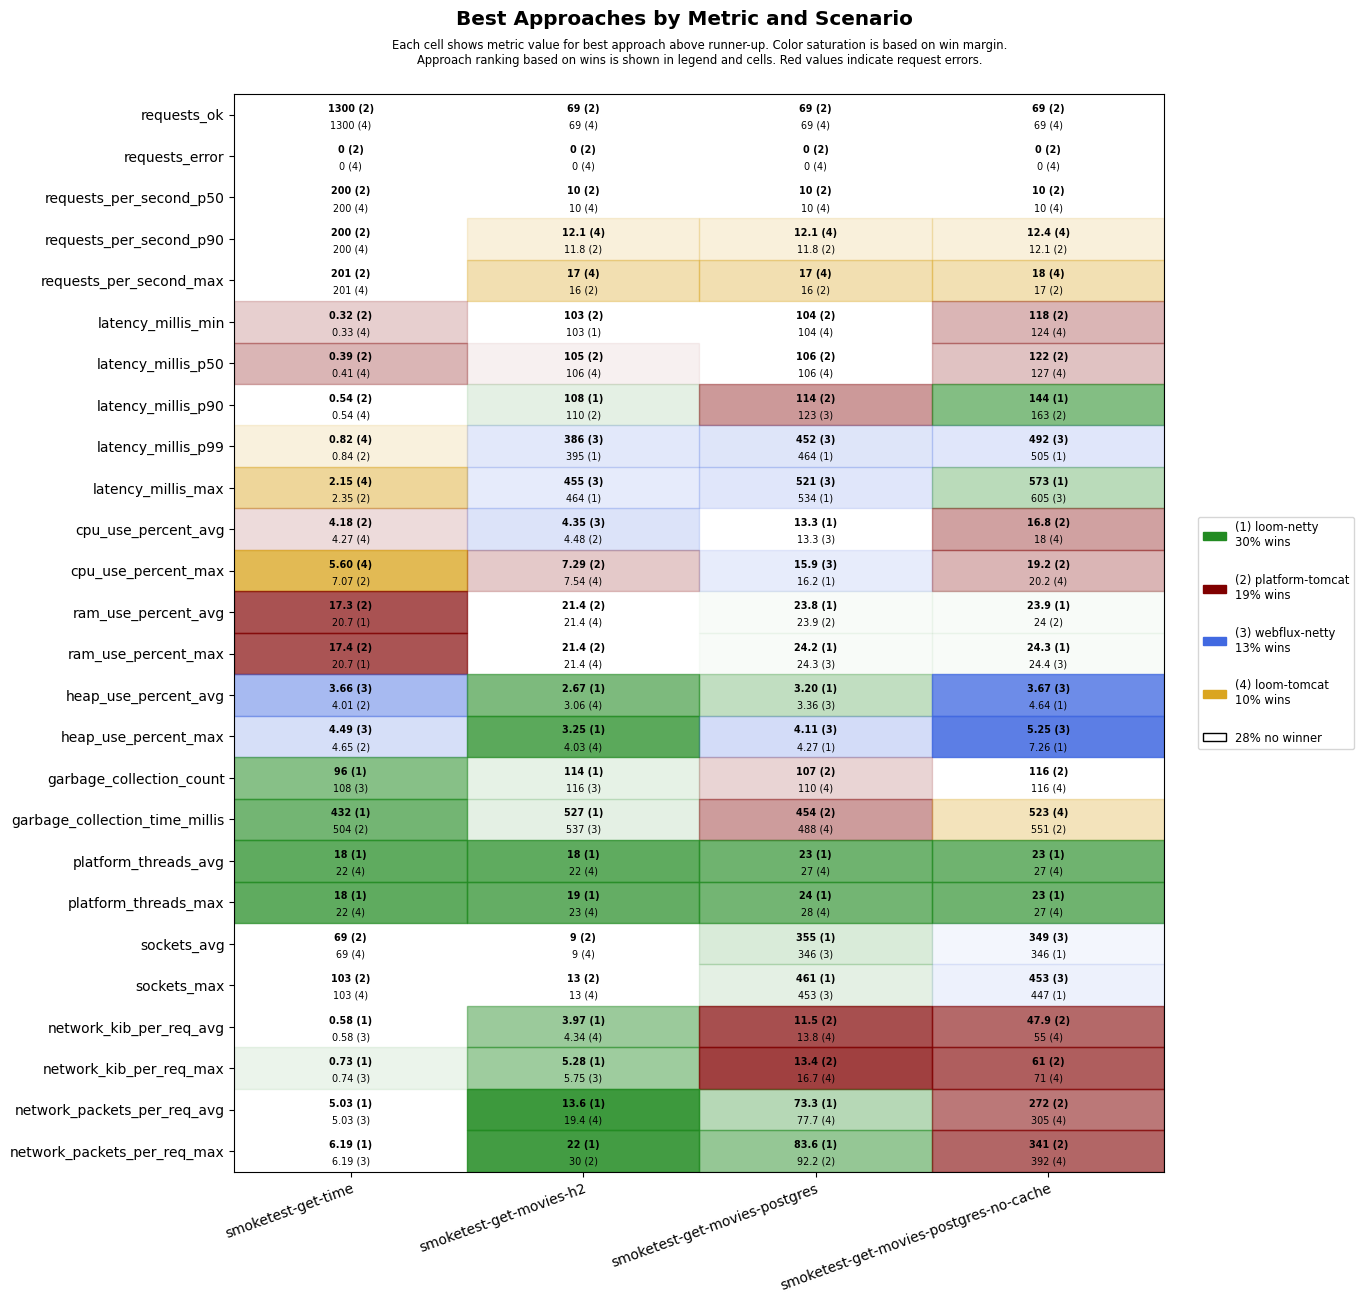 Best Approaches by Metric and Scenario
Each cell shows metric value for best approach above runner-up. Color saturation is based on win margin.
Approach ranking based on wins is shown in legend and cells. Red values indicate request errors.
requests_ok
1300 (2) 69 (2) 69 (2) 69 (2)
1300 (4) 69 (4) 69 (4) 69 (4)
requests_error
0 (2) 0 (2) 0 (2) 0 (2)
0 (4) 0 (4) 0 (4) 0 (4)
requests_per_second_p50
200 (2) 10 (2) 10 (2) 10 (2)
200 (4) 10 (4) 10 (4) 10 (4)
requests_per_second_p90
200 (2) 12.1 (4) 12.1 (4) 12.4 (4)
200 (4) 11.8 (2) 11.8 (2) 12.1 (2)
requests_per_second_max
201 (2) 17 (4) 17 (4) 18 (4)
201 (4) 16 (2) 16 (2) 17 (2)
latency_millis_min
0.32 (2) 103 (2) 104 (2) 118 (2)
0.33 (4) 103 (1) 104 (4) 124 (4)
latency_millis_p50
0.39 (2) 105 (2) 106 (2) 122 (2)
0.41 (4) 106 (4) 106 (4) 127 (4)
latency_millis_p90
0.54 (2) 108 (1) 114 (2) 144 (1)
0.54 (4) 110 (2) 123 (3) 163 (2)
latency_millis_p99
0.82 (4) 386 (3) 452 (3) 492 (3)
0.84 (2) 395 (1) 464 (1) 505 (1)
latency_millis_max
2.15 (4) 455 (3) 521 (3) 573 (1)
2.35 (2) 464 (1) 534 (1) 605 (3)
cpu_use_percent_avg
4.18 (2) 4.35 (3) 13.3 (1) 16.8 (2)
4.27 (4) 4.48 (2) 13.3 (3) 18 (4)
cpu_use_percent_max
5.60 (4) 7.29 (2) 15.9 (3) 19.2 (2)
7.07 (2) 7.54 (4) 16.2 (1) 20.2 (4)
ram_use_percent_avg
17.3 (2) 21.4 (2) 23.8 (1) 23.9 (1)
20.7 (1) 21.4 (4) 23.9 (2) 24 (2)
ram_use_percent_max
17.4 (2) 21.4 (2) 24.2 (1) 24.3 (1)
20.7 (1) 21.4 (4) 24.3 (3) 24.4 (3)
heap_use_percent_avg
3.66 (3) 2.67 (1) 3.20 (1) 3.67 (3)
4.01 (2) 3.06 (4) 3.36 (3) 4.64 (1)
heap_use_percent_max
4.49 (3) 3.25 (1) 4.11 (3) 5.25 (3)
4.65 (2) 4.03 (4) 4.27 (1) 7.26 (1)
garbage_collection_count
96 (1) 114 (1) 107 (2) 116 (2)
108 (3) 116 (3) 110 (4) 116 (4)
garbage_collection_time_millis
432 (1) 527 (1) 454 (2) 523 (4)
504 (2) 537 (3) 488 (4) 551 (2)
platform_threads_avg
18 (1) 18 (1) 23 (1) 23 (1)
22 (4) 22 (4) 27 (4) 27 (4)
platform_threads_max
18 (1) 19 (1) 24 (1) 23 (1)
22 (4) 23 (4) 28 (4) 27 (4)
sockets_avg
69 (2) 9 (2) 355 (1) 349 (3)
69 (4) 9 (4) 346 (3) 346 (1)
sockets_max
103 (2) 13 (2) 461 (1) 453 (3)
103 (4) 13 (4) 453 (3) 447 (1)
network_kib_per_req_avg
0.58 (1) 3.97 (1) 11.5 (2) 47.9 (2)
0.58 (3) 4.34 (4) 13.8 (4) 55 (4)
network_kib_per_req_max
0.73 (1) 5.28 (1) 13.4 (2) 61 (2)
0.74 (3) 5.75 (3) 16.7 (4) 71 (4)
network_packets_per_req_avg
5.03 (1) 13.6 (1) 73.3 (1) 272 (2)
5.03 (3) 19.4 (4) 77.7 (4) 305 (4)
network_packets_per_req_max
6.19 (1) 22 (1) 83.6 (1) 341 (2)
6.19 (3) 30 (2) 92.2 (2) 392 (4)
smoketest-get-time
smoketest-get-movies-h2
smoketest-get-movies-postgres
smoketest-get-movies-postgres-no-cache
(1) loom-netty
30% wins
(2) platform-tomcat
19% wins
(3) webflux-netty
13% wins
(4) loom-tomcat
10% wins
28% no winner